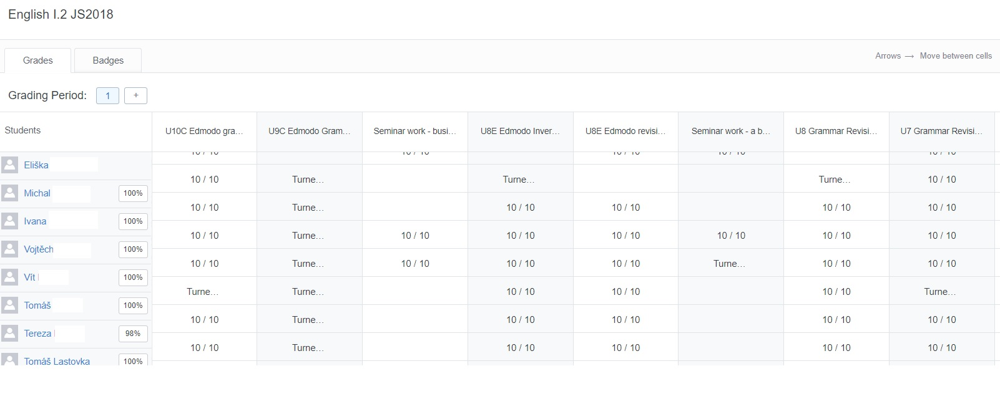 English I.2 JS2018
Grades Badges Arrows → Move between cells
Grading Period: 1 +
Students U10C Edmodo gra... U9C Edmodo Gram... Seminar work - busi... U8E Edmodo Inver... U8E Edmodo revisi... Seminar work - a b... U8 Grammar Revisi... U7 Grammar Revisi...
10 / 10 10 / 10 10 / 10 10 / 10 10 / 10
Eliška
10 / 10 Turne... Turne... Turne... 10 / 10
Michal 100%
10 / 10 Turne... 10 / 10 10 / 10 10 / 10 10 / 10
Ivana 100%
10 / 10 Turne... 10 / 10 10 / 10 10 / 10 10 / 10 10 / 10 10 / 10
Vojtěch 100%
10 / 10 Turne... 10 / 10 10 / 10 10 / 10 Turne... 10 / 10 10 / 10
Vít 100%
Turne... Turne... 10 / 10 10 / 10 10 / 10 Turne...
Tomáš 100%
10 / 10 Turne... 10 / 10 10 / 10 10 / 10 10 / 10
Tereza 98%
10 / 10 Turne... 10 / 10 10 / 10 10 / 10 10 / 10
Tomáš Lastovka 100%